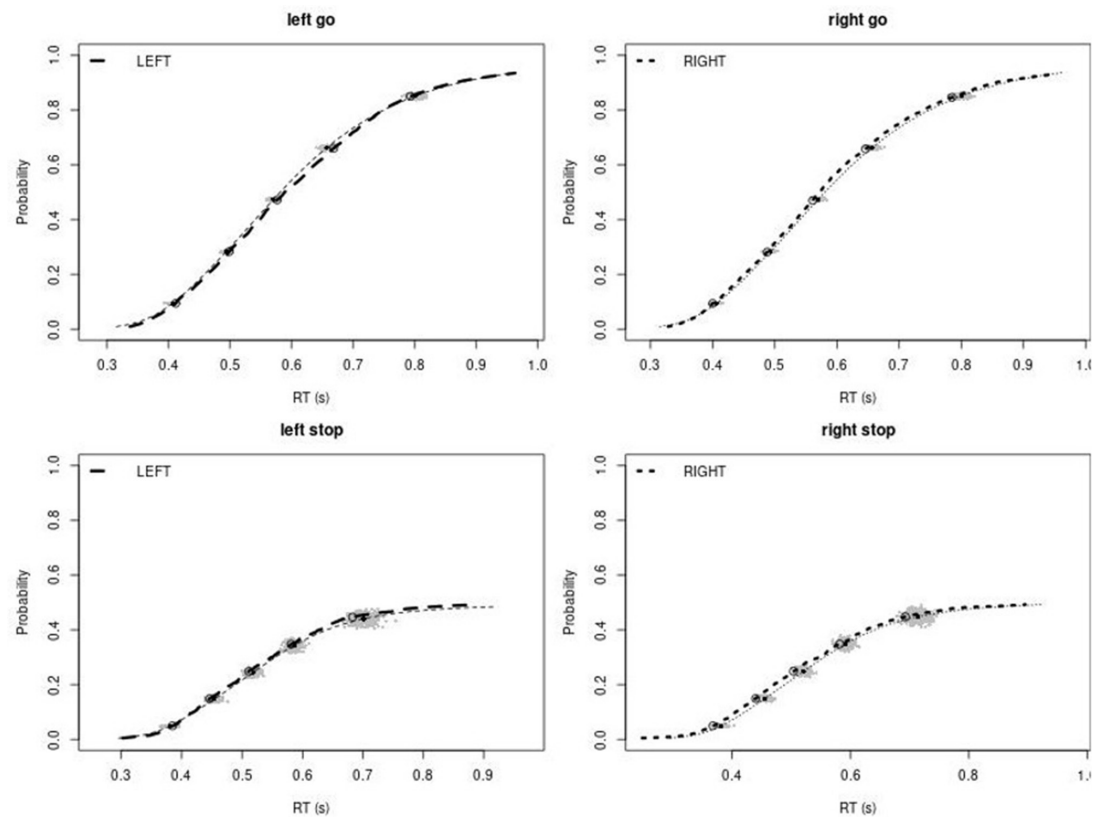 left go
LEFT
Probability
0.0 0.2 0.4 0.6 0.8 1.0
0.3 0.4 0.5 0.6 0.7 0.8 0.9 1.0
RT (s)
right go
RIGHT
Probability
0.0 0.2 0.4 0.6 0.8 1.0
0.3 0.4 0.5 0.6 0.7 0.8 0.9 1.0
RT (s)
left stop
LEFT
Probability
0.0 0.2 0.4 0.6 0.8 1.0
0.3 0.4 0.5 0.6 0.7 0.8 0.9
RT (s)
right stop
RIGHT
Probability
0.0 0.2 0.4 0.6 0.8 1.0
0.4 0.6 0.8 1.0
RT (s)